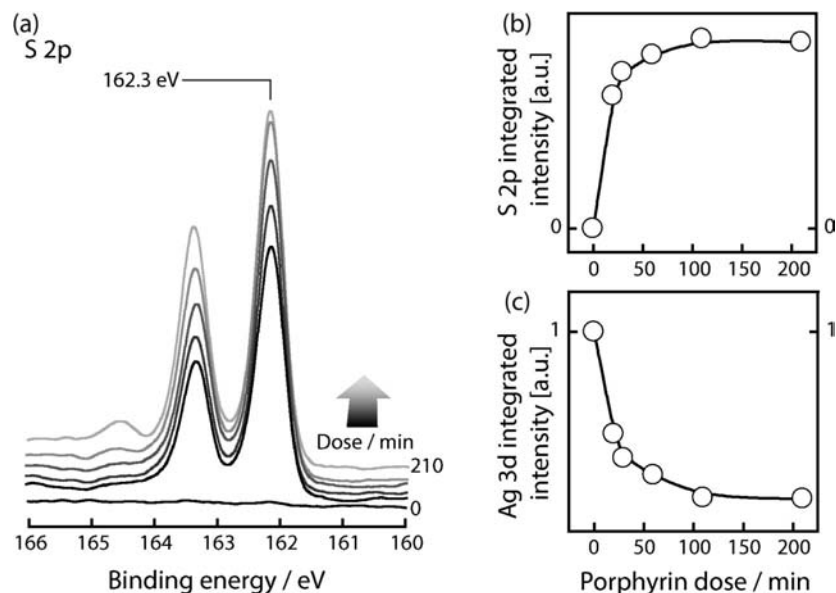 (a)
S 2p
162.3 eV
Dose / min
210
0
166 165 164 163 162 161 160
Binding energy / eV
(b)
S 2p integrated
intensity [a.u.]
0
0
0 50 100 150 200
(c)
Ag 3d integrated
intensity [a.u.]
1
1
0 50 100 150 200
Porphyrin dose / min